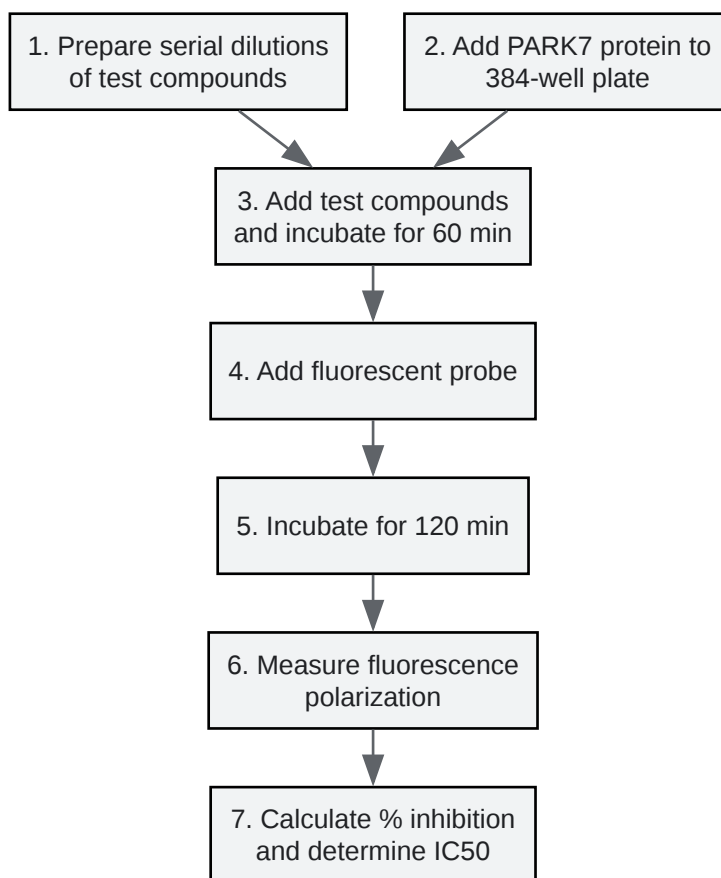 1. Prepare serial dilutions
of test compounds
2. Add PARK7 protein to
384-well plate
3. Add test compounds
and incubate for 60 min
4. Add fluorescent probe
5. Incubate for 120 min
6. Measure fluorescence
polarization
7. Calculate % inhibition
and determine IC50